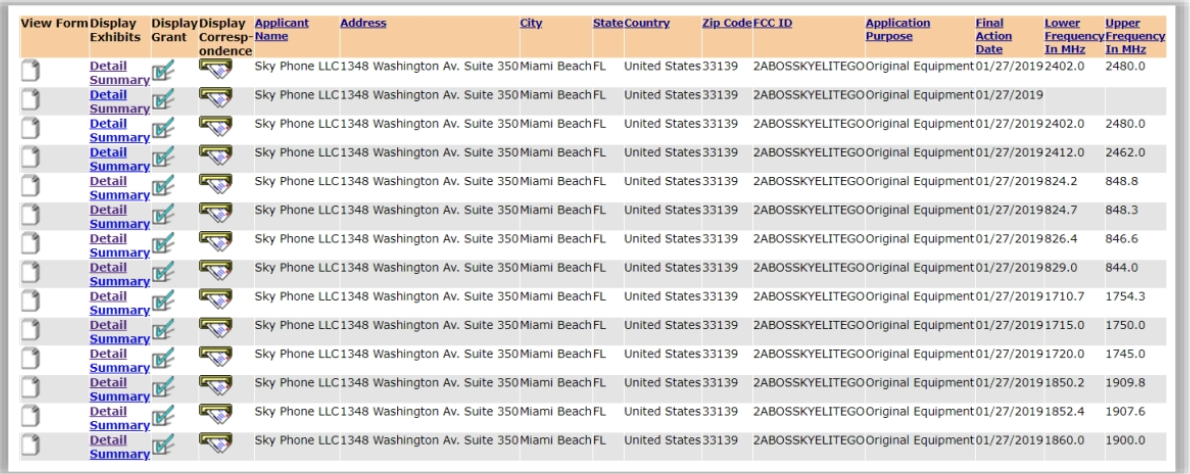 View Form Display Exhibits Display Grant Display Corresp-ondence Applicant Name Address City State Country Zip Code FCC ID Application Purpose Final Action Date Lower Frequency In MHz Upper Frequency In MHz
Detail Summary Sky Phone LLC 1348 Washington Av. Suite 350 Miami Beach FL United States 33139 2ABOSSKYELITEGO Original Equipment 01/27/2019 2402.0 2480.0
Detail Summary Sky Phone LLC 1348 Washington Av. Suite 350 Miami Beach FL United States 33139 2ABOSSKYELITEGO Original Equipment 01/27/2019
Detail Summary Sky Phone LLC 1348 Washington Av. Suite 350 Miami Beach FL United States 33139 2ABOSSKYELITEGO Original Equipment 01/27/2019 2402.0 2480.0
Detail Summary Sky Phone LLC 1348 Washington Av. Suite 350 Miami Beach FL United States 33139 2ABOSSKYELITEGO Original Equipment 01/27/2019 2412.0 2462.0
Detail Summary Sky Phone LLC 1348 Washington Av. Suite 350 Miami Beach FL United States 33139 2ABOSSKYELITEGO Original Equipment 01/27/2019 824.2 848.8
Detail Summary Sky Phone LLC 1348 Washington Av. Suite 350 Miami Beach FL United States 33139 2ABOSSKYELITEGO Original Equipment 01/27/2019 824.7 848.3
Detail Summary Sky Phone LLC 1348 Washington Av. Suite 350 Miami Beach FL United States 33139 2ABOSSKYELITEGO Original Equipment 01/27/2019 826.4 846.6
Detail Summary Sky Phone LLC 1348 Washington Av. Suite 350 Miami Beach FL United States 33139 2ABOSSKYELITEGO Original Equipment 01/27/2019 829.0 844.0
Detail Summary Sky Phone LLC 1348 Washington Av. Suite 350 Miami Beach FL United States 33139 2ABOSSKYELITEGO Original Equipment 01/27/2019 1710.7 1754.3
Detail Summary Sky Phone LLC 1348 Washington Av. Suite 350 Miami Beach FL United States 33139 2ABOSSKYELITEGO Original Equipment 01/27/2019 1715.0 1750.0
Detail Summary Sky Phone LLC 1348 Washington Av. Suite 350 Miami Beach FL United States 33139 2ABOSSKYELITEGO Original Equipment 01/27/2019 1720.0 1745.0
Detail Summary Sky Phone LLC 1348 Washington Av. Suite 350 Miami Beach FL United States 33139 2ABOSSKYELITEGO Original Equipment 01/27/2019 1850.2 1909.8
Detail Summary Sky Phone LLC 1348 Washington Av. Suite 350 Miami Beach FL United States 33139 2ABOSSKYELITEGO Original Equipment 01/27/2019 1852.4 1907.6
Detail Summary Sky Phone LLC 1348 Washington Av. Suite 350 Miami Beach FL United States 33139 2ABOSSKYELITEGO Original Equipment 01/27/2019 1860.0 1900.0